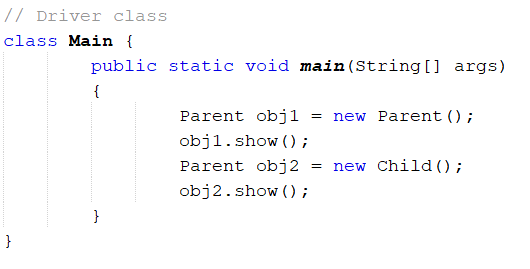 // Driver class
class Main {
public static void main(String[] args)
{
Parent obj1 = new Parent();
obj1.show();
Parent obj2 = new Child();
obj2.show();
}
}